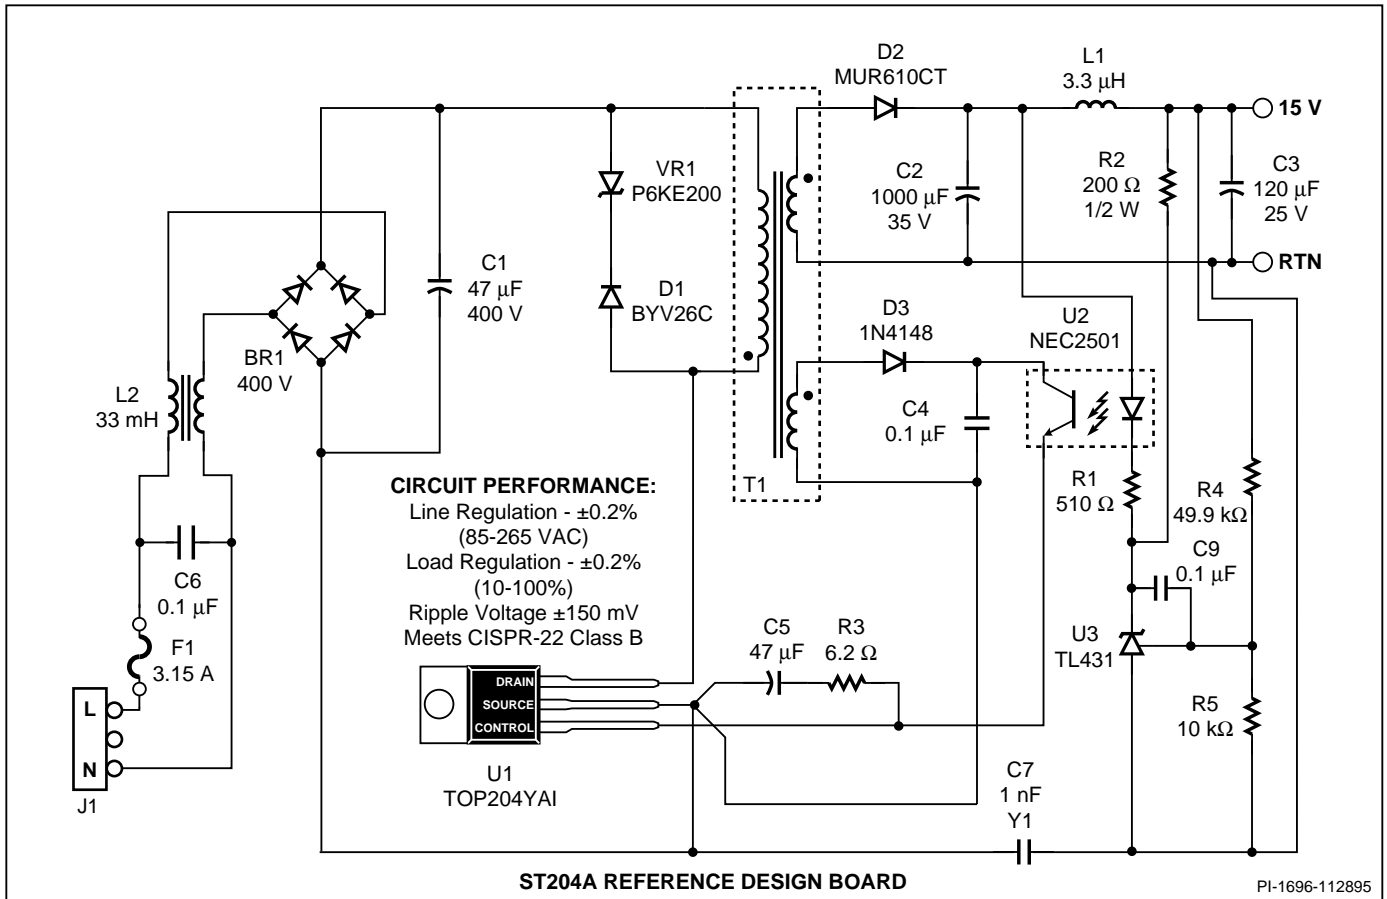 D2
MUR610CT
L1
3.3 μH
15 V
VR1
P6KE200
C2
1000 μF
35 V
R2
200 Ω
1/2 W
C3
120 μF
25 V
RTN
C1
47 μF
400 V
D1
BYV26C
D3
1N4148
U2
NEC2501
BR1
400 V
L2
33 mH
C4
0.1 μF
T1
R1
510 Ω
R4
49.9 kΩ
CIRCUIT PERFORMANCE:
Line Regulation - ±0.2%
(85-265 VAC)
Load Regulation - ±0.2%
(10-100%)
Ripple Voltage ±150 mV
Meets CISPR-22 Class B
C6
0.1 μF
C9
0.1 μF
F1
3.15 A
C5
47 μF
R3
6.2 Ω
U3
TL431
DRAIN
SOURCE
CONTROL
L
N
J1
R5
10 kΩ
U1
TOP204YAI
C7
1 nF
Y1
ST204A REFERENCE DESIGN BOARD
PI-1696-112895